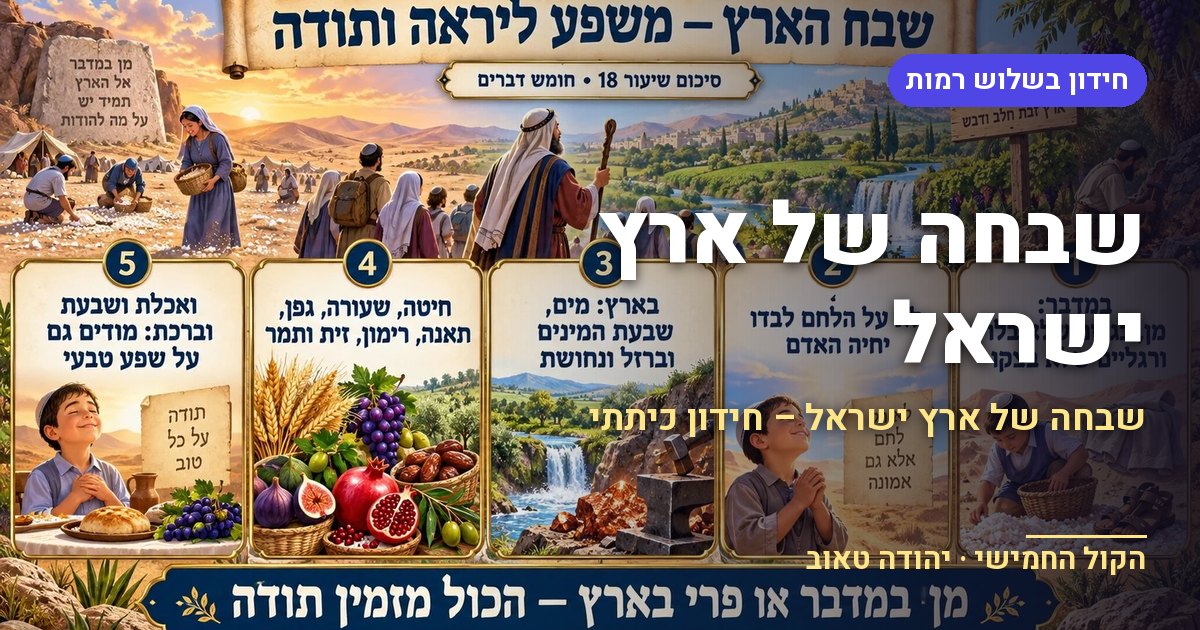 שבח הארץ – משפע ליראה ותודה
סיכום שיעור 18 • חומש דברים
חידון בשלוש רמות
מן במדבר
אל הארץ
תמיד יש
על מה להודות
ארץ זבת חלב ודבש
שבחה של ארץ
ישראל
שבחה של ארץ ישראל – חידון כיתתי
הקול החמישי · יהודה טאוב
1
במדבר:
מן
ורגליים
2
על הלחם לבדו
יחיה האדם
לחם
אלא גם
אמונה
3
בארץ: מים,
שבעת המינים
וברזל ונחושת
4
חיטה, שעורה, גפן,
תאנה, רימון, זית ותמר
5
ואכלת ושבעת
וברכת: מודים גם
על שפע טבעי
תודה
על כל
טוב
מן במדבר או פרי בארץ – הכול מזמין תודה